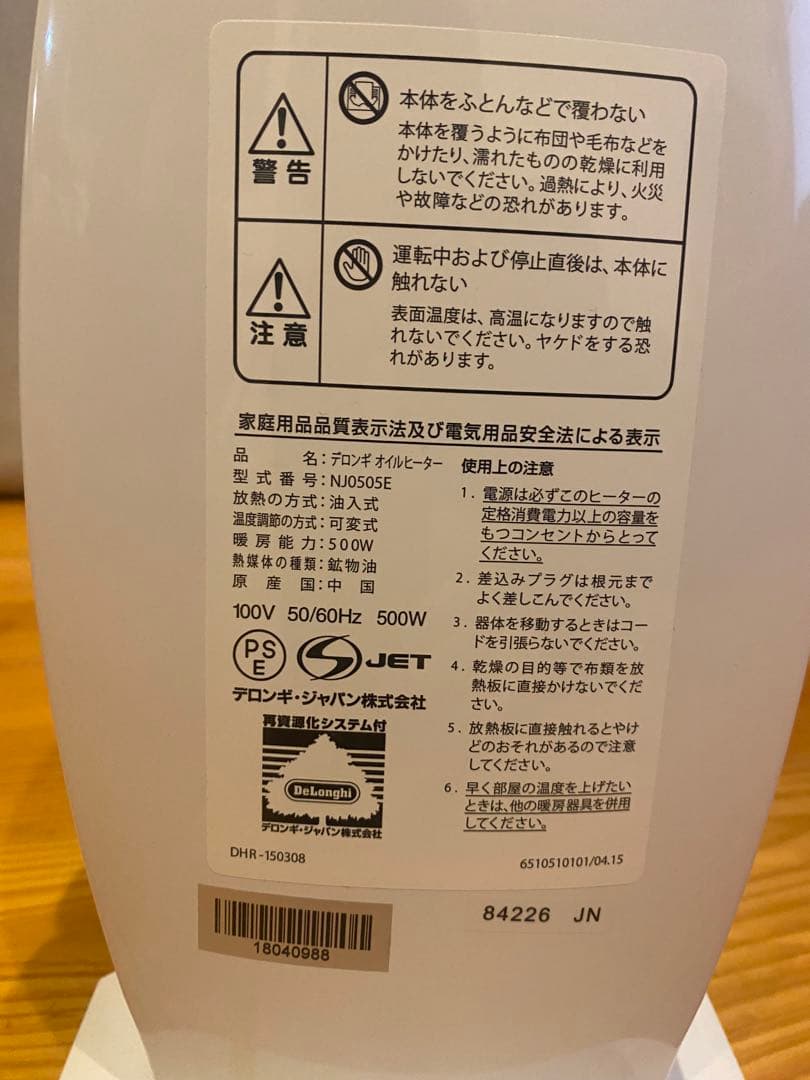 警告
本体をふとんなどで覆わない
本体を覆うように布団や毛布などを
かけたり、濡れたものの乾燥に利用
しないでください。過熱により、火災
や故障などの恐れがあります。
注意
運転中および停止直後は、本体に
触れない
表面温度は、高温になりますので触
れないでください。ヤケドをする恐
れがあります。
家庭用品品質表示法及び電気用品安全法による表示
品名：デロンギ オイルヒーター
型式番号：NJ0505E
放熱の方式：油入式
温度調節の方式：可変式
暖房能力：500W
熱媒体の種類：鉱物油
原産国：中国
100V 50/60Hz 500W
PS
E
JET
デロンギ・ジャパン株式会社
再資源化システム付
DeLonghi
デロンギ・ジャパン株式会社
DHR-150308
使用上の注意
1. 電源は必ずこのヒーターの
定格消費電力以上の容量を
もつコンセントからとって
ください。
2. 差込みプラグは根元まで
よく差しこんでください。
3. 器体を移動するときはコー
ドを引張らないでください。
4. 乾燥の目的等で布類を放
熱板に直接かけないでくだ
さい。
5. 放熱板に直接触れるとやけ
どのおそれがあるので注意
してください。
6. 早く部屋の温度を上げたい
ときは、他の暖房器具を併用
してください。
6510510101/04.15
18040988
84226 JN